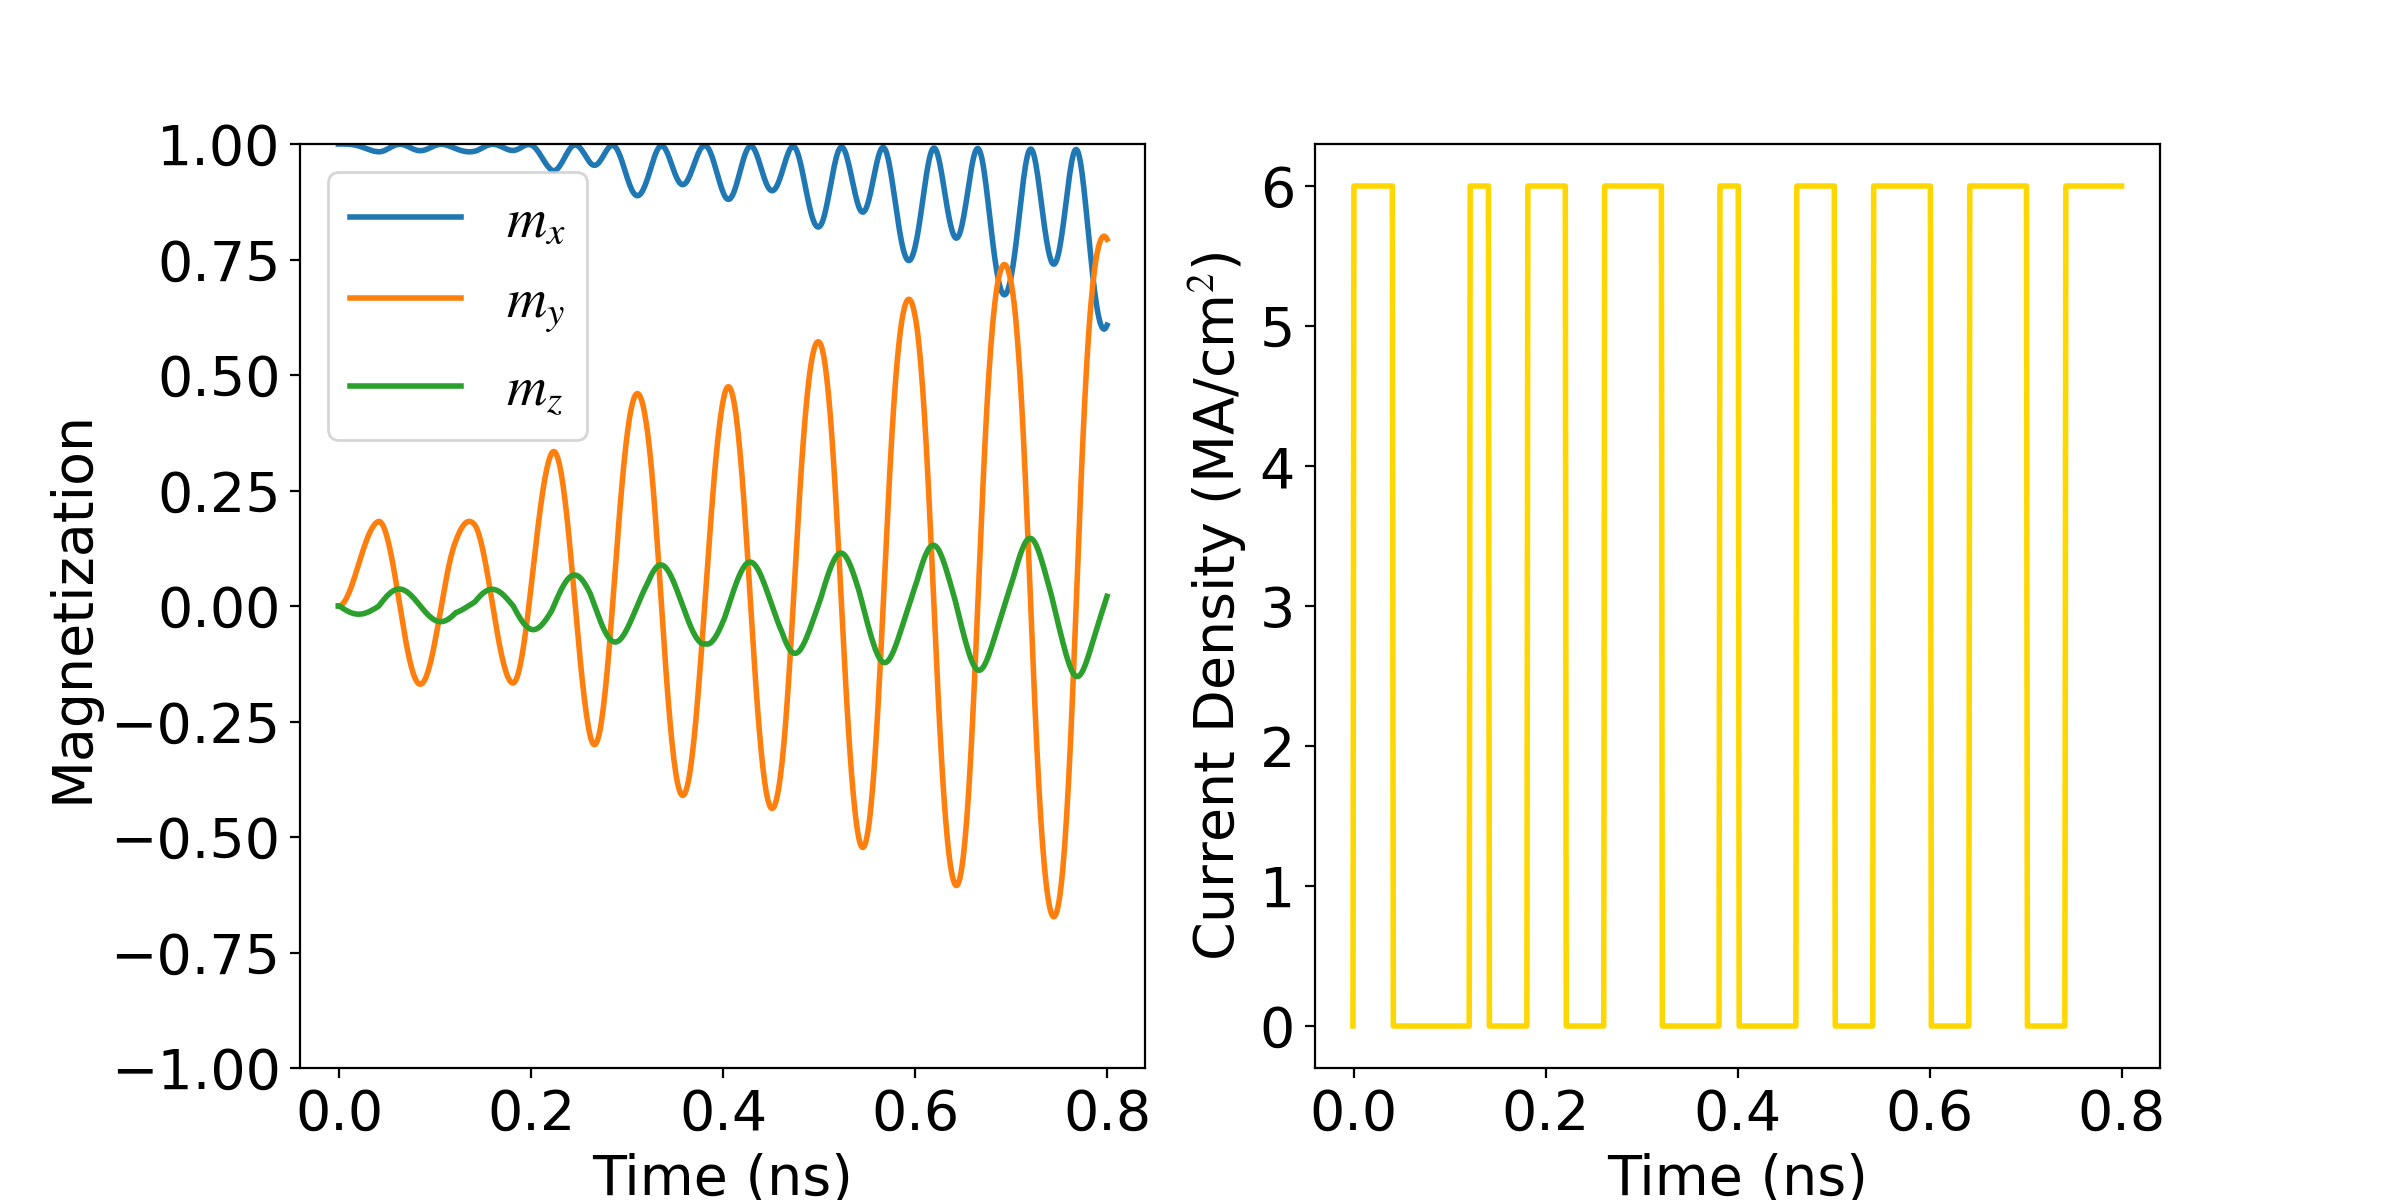 Magnetization
1.00
0.75
0.50
0.25
0.00
−0.25
−0.50
−0.75
−1.00
m_x
m_y
m_z
0.0 0.2 0.4 0.6 0.8
Time (ns)
Current Density (MA/cm²)
6
5
4
3
2
1
0
0.0 0.2 0.4 0.6 0.8
Time (ns)